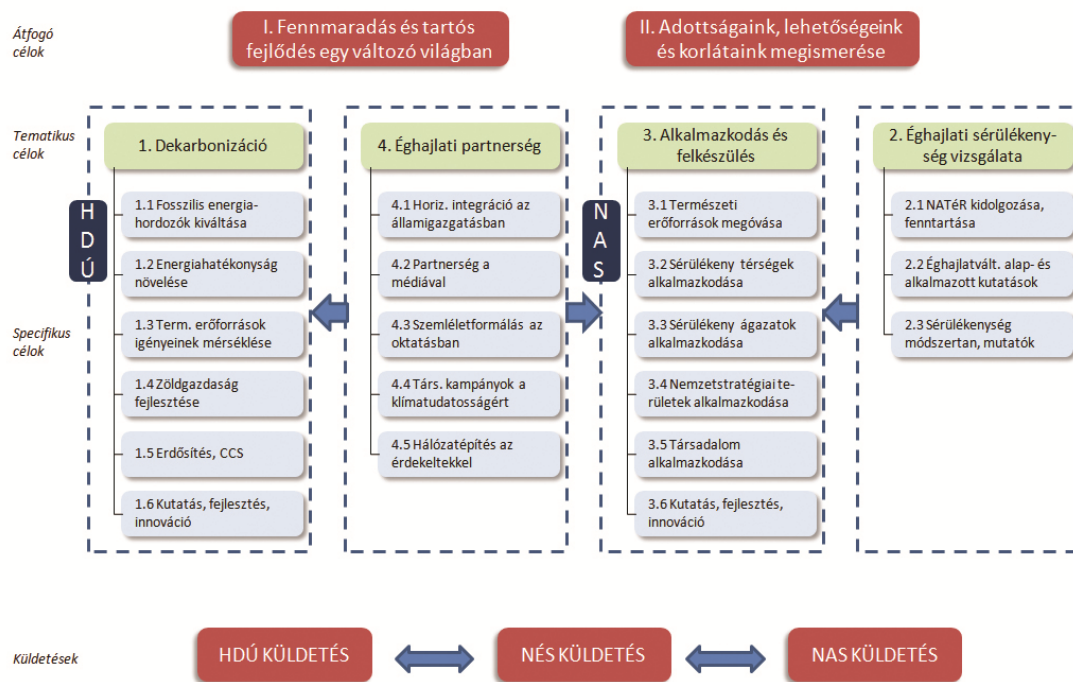 Átfogó
célok
I. Fennmaradás és tartós
fejlődés egy változó világban
II. Adottságaink, lehetőségeink
és korlátaink megismerése
Tematikus
célok
1. Dekarbonizáció
4. Éghajlati partnerség
3. Alkalmazkodás és
felkészülés
2. Éghajlati sérülékeny-
ség vizsgálata
Specifikus
célok
H
D
Ú
1.1 Fosszilis energia-
hordozók kiváltása
1.2 Energiahatékonyság
növelése
1.3 Term. erőforrások
igényeinek mérséklése
1.4 Zöldgazdaság
fejlesztése
1.5 Erdősítés, CCS
1.6 Kutatás, fejlesztés,
innováció
4.1 Horiz. integráció az
államigazgatásban
4.2 Partnerség a
médiával
4.3 Szemléletformálás az
oktatásban
4.4 Társ. kampányok a
klímatudatosságért
4.5 Hálózatépítés az
érdekeltekkel
N
A
S
3.1 Természeti
erőforrások megóvása
3.2 Sérülékeny térségek
alkalmazkodása
3.3 Sérülékeny ágazatok
alkalmazkodása
3.4 Nemzetstratégiai te-
rületek alkalmazkodása
3.5 Társadalom
alkalmazkodása
3.6 Kutatás, fejlesztés,
innováció
2.1 NATéR kidolgozása,
fenntartása
2.2 Éghajlatvált. alap- és
alkalmazott kutatások
2.3 Sérülékenység
módszertan, mutatók
Küldetések
HDÚ KÜLDETÉS
NÉS KÜLDETÉS
NAS KÜLDETÉS